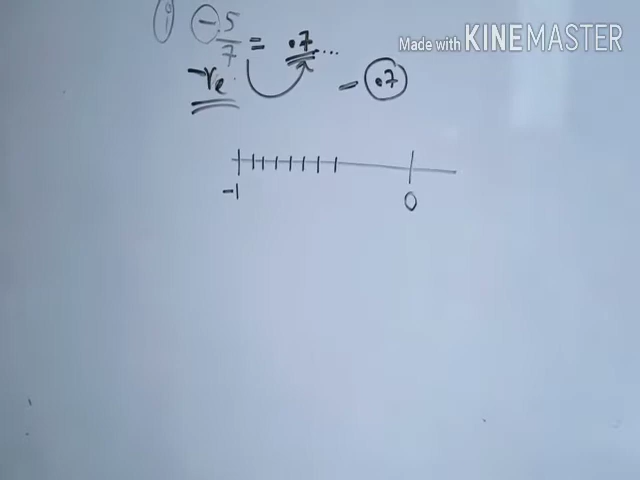 Made with KINEMASTER
-5/7 = .7...
-ve
- .7
-1 0